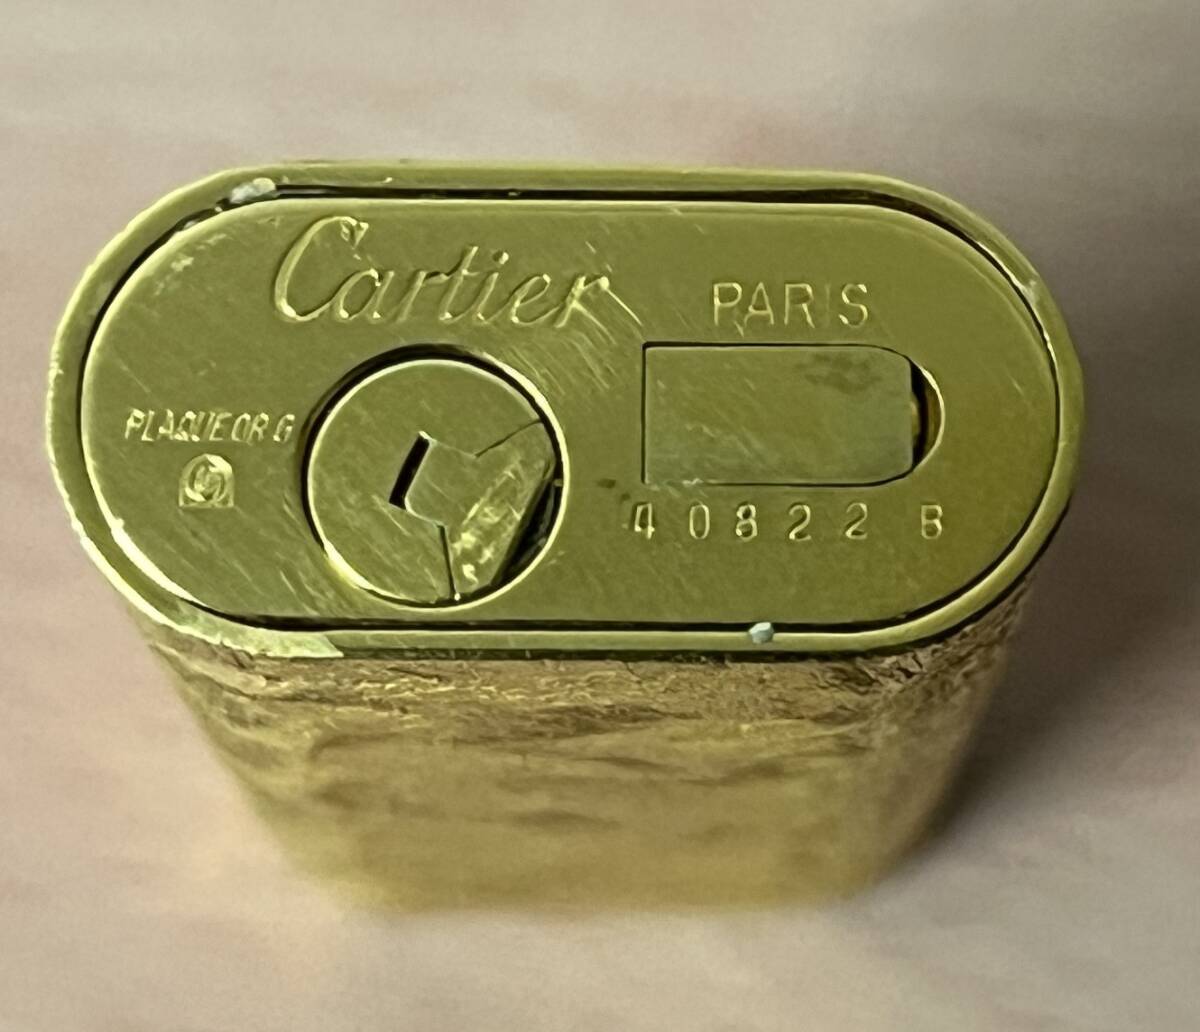 Cartier
PARIS
PLAQUE OR G
40822 B